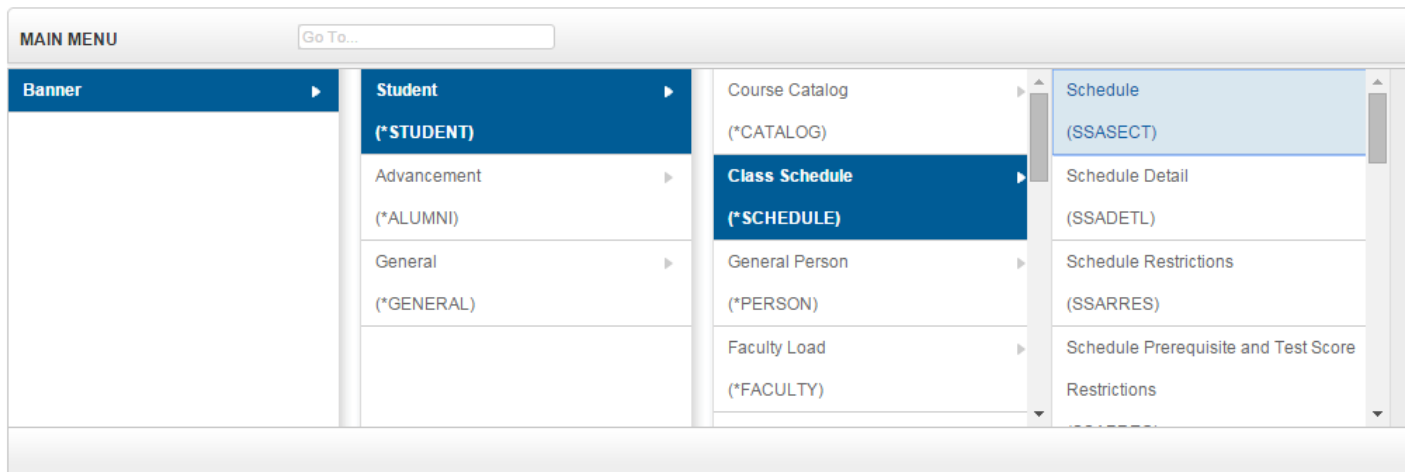 MAIN MENU
Go To...
Banner
Student
(*STUDENT)
Advancement
(*ALUMNI)
General
(*GENERAL)
Course Catalog
(*CATALOG)
Class Schedule
(*SCHEDULE)
General Person
(*PERSON)
Faculty Load
(*FACULTY)
Schedule
(SSASECT)
Schedule Detail
(SSADETL)
Schedule Restrictions
(SSARRES)
Schedule Prerequisite and Test Score
Restrictions